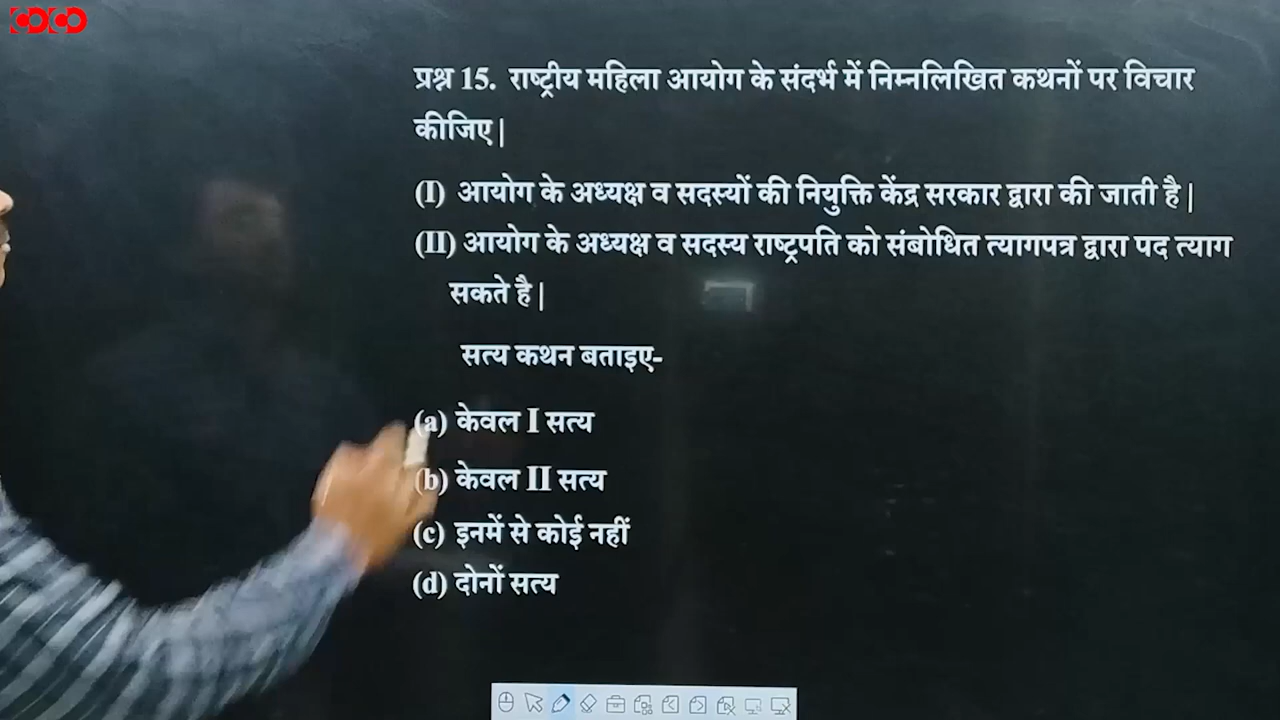 प्रश्न 15. राष्ट्रीय महिला आयोग के संदर्भ में निम्नलिखित कथनों पर विचार
कीजिए|
(I) आयोग के अध्यक्ष व सदस्यों की नियुक्ति केंद्र सरकार द्वारा की जाती है|
(II) आयोग के अध्यक्ष व सदस्य राष्ट्रपति को संबोधित त्यागपत्र द्वारा पद त्याग
सकते है|
सत्य कथन बताइए-
(a) केवल I सत्य
(b) केवल II सत्य
(c) इनमें से कोई नहीं
(d) दोनों सत्य